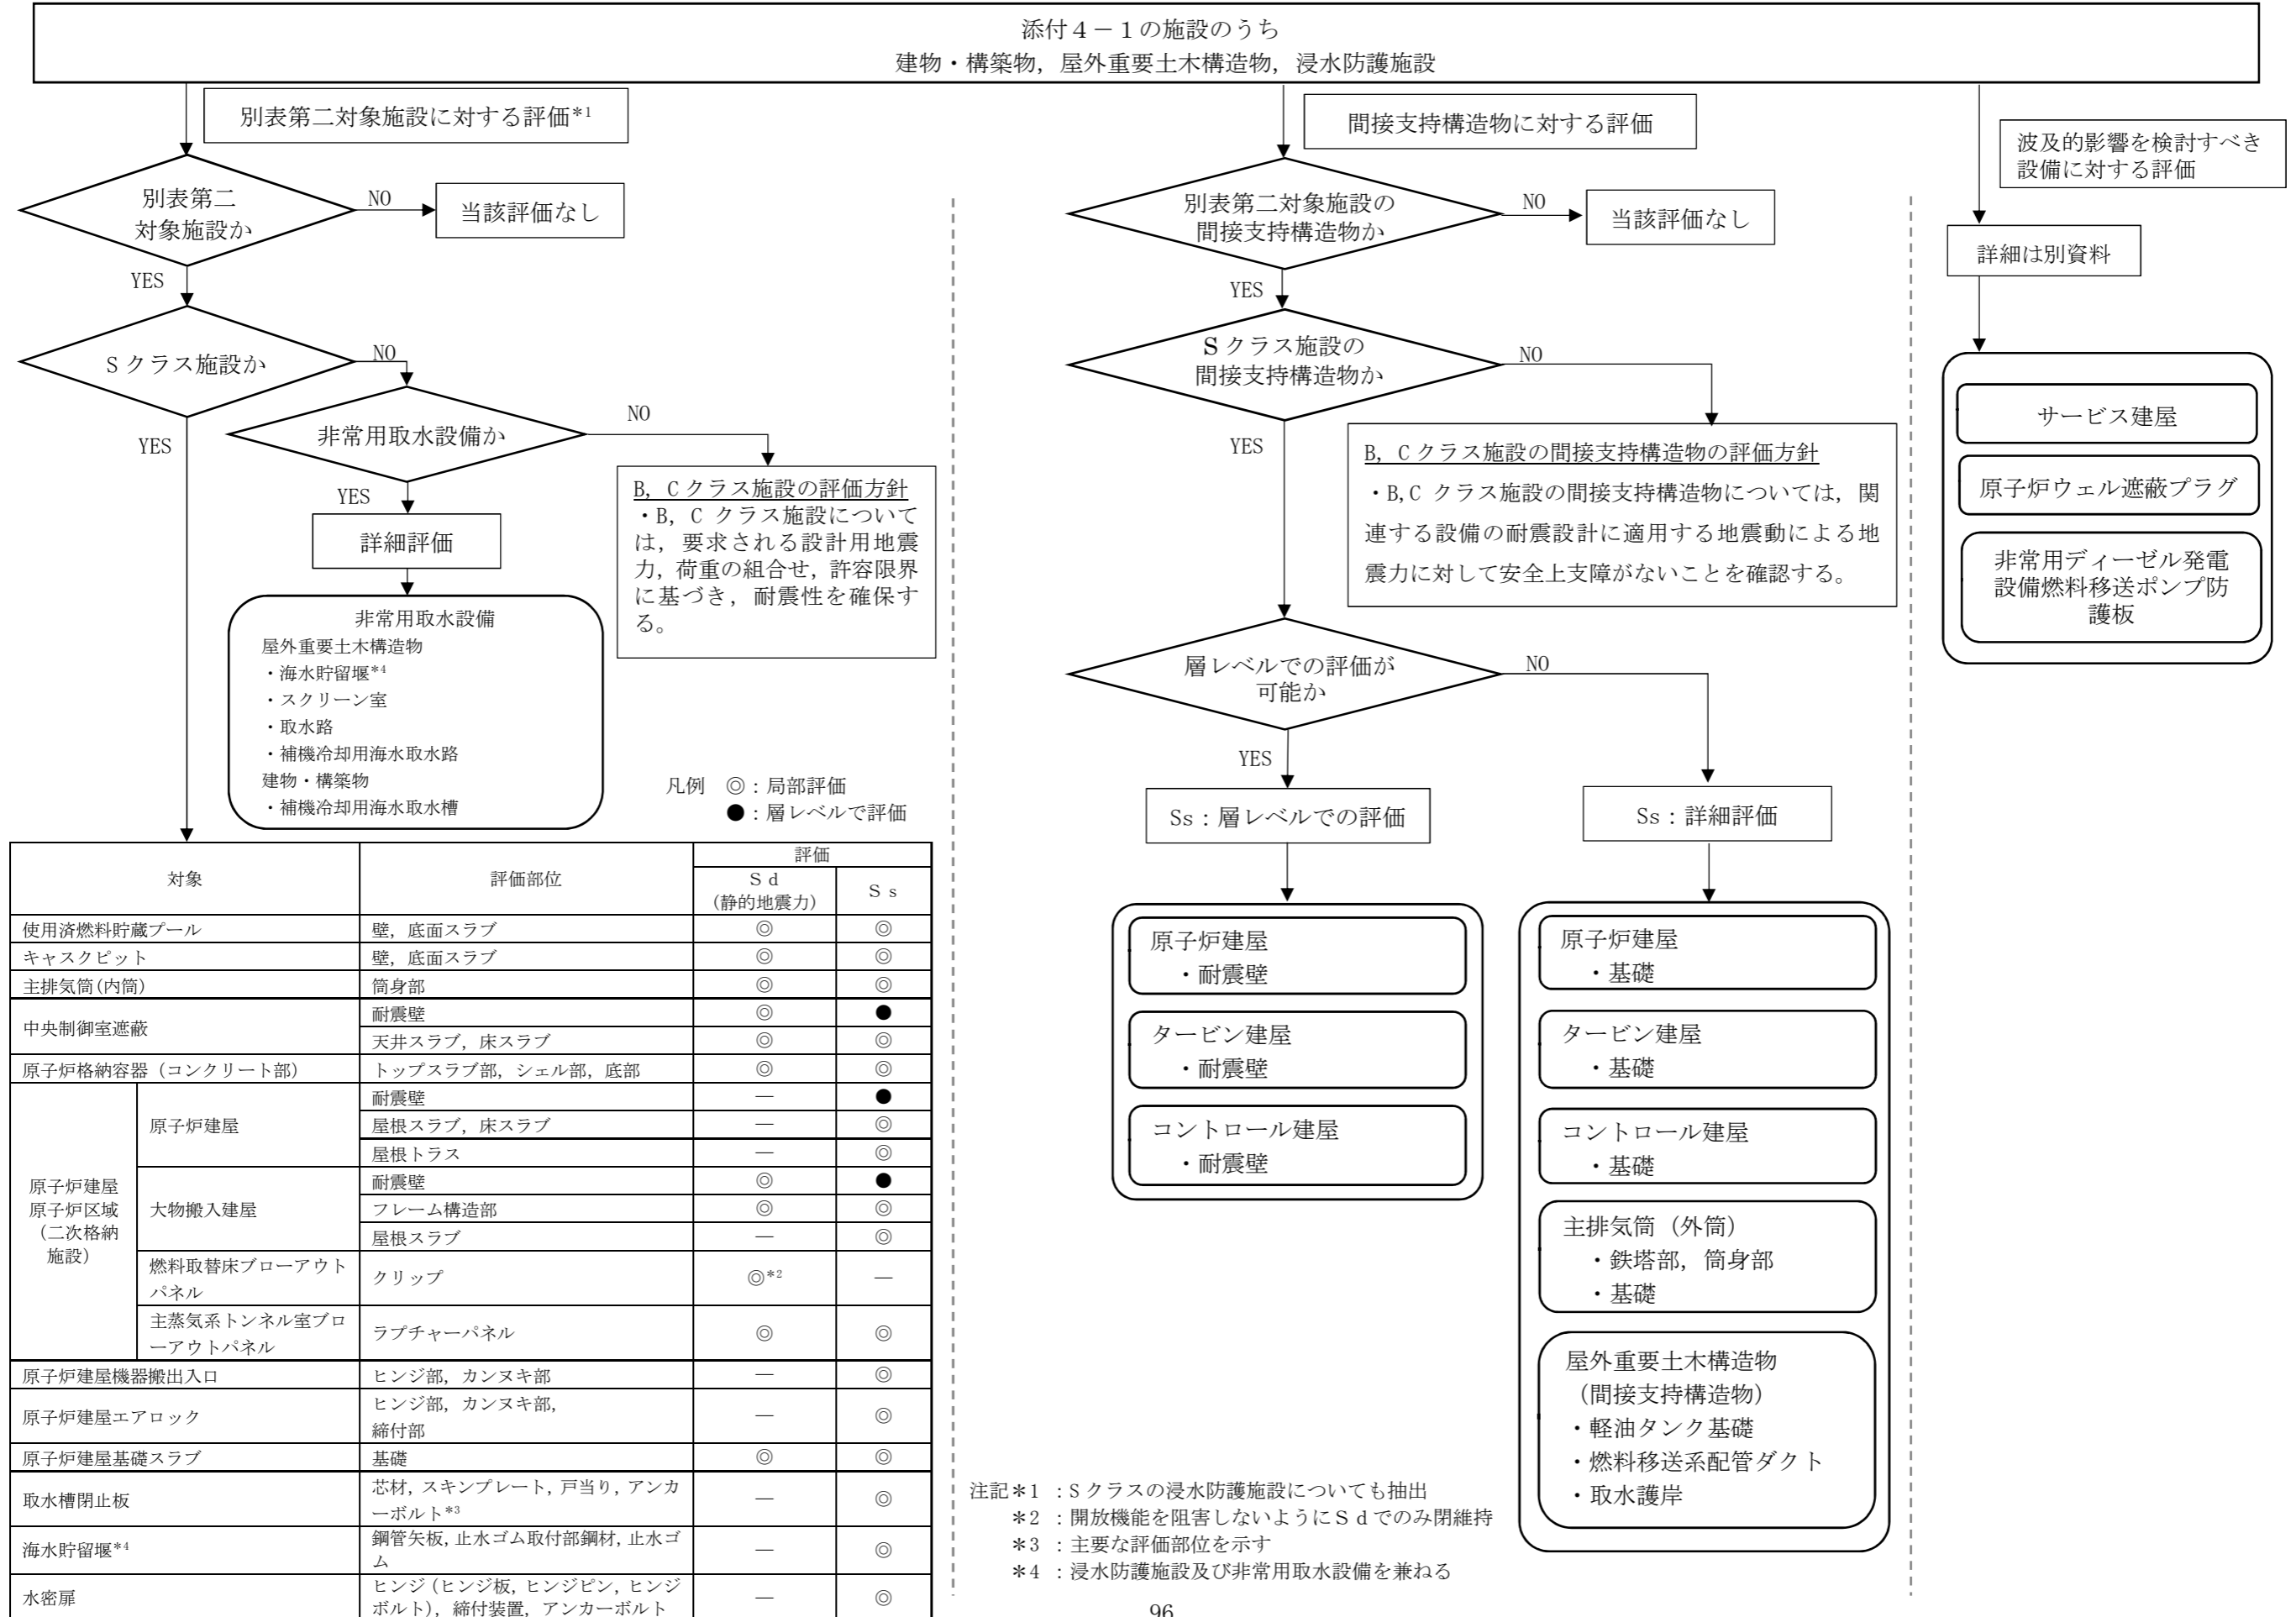 添付４－１の施設のうち
建物・構築物，屋外重要土木構造物，浸水防護施設
別表第二対象施設に対する評価*1
別表第二
対象施設か
NO
当該評価なし
YES
Sクラス施設か
NO
YES
非常用取水設備か
NO
YES
詳細評価
B, Cクラス施設の評価方針
・B, C クラス施設について
は，要求される設計用地震
力，荷重の組合せ，許容限界
に基づき，耐震性を確保す
る。
非常用取水設備
屋外重要土木構造物
・海水貯留堰*4
・スクリーン室
・取水路
・補機冷却用海水取水路
建物・構築物
・補機冷却用海水取水槽
凡例 ◎：局部評価
●：層レベルで評価
対象 評価部位 評価
Ｓｄ
(静的地震力)
Ｓｓ
使用済燃料貯蔵プール 壁，底面スラブ ◎ ◎
キャスクピット 壁，底面スラブ ◎ ◎
主排気筒(内筒) 筒身部 ◎ ◎
中央制御室遮蔽 耐震壁 ◎ ●
天井スラブ，床スラブ ◎ ◎
原子炉格納容器（コンクリート部） トップスラブ部，シェル部，底部 ◎ ◎
原子炉建屋
原子炉区域
（二次格納
施設）
原子炉建屋 耐震壁 ― ●
屋根スラブ，床スラブ ― ◎
屋根トラス ― ◎
大物搬入建屋 耐震壁 ◎ ●
フレーム構造部 ◎ ◎
屋根スラブ ― ◎
燃料取替床ブローアウト
パネル
クリップ ◎*2 ―
主蒸気系トンネル室ブロ
ーアウトパネル
ラプチャーパネル ◎ ◎
原子炉建屋機器搬出入口 ヒンジ部，カンヌキ部 ― ◎
原子炉建屋エアロック ヒンジ部，カンヌキ部，
締付部
― ◎
原子炉建屋基礎スラブ 基礎 ◎ ◎
取水槽閉止板 芯材，スキンプレート，戸当り，アンカ
ーボルト*3
― ◎
海水貯留堰*4 鋼管矢板，止水ゴム取付部鋼材，止水ゴ
ム
― ◎
水密扉 ヒンジ（ヒンジ板，ヒンジピン，ヒンジ
ボルト），締付装置，アンカーボルト
― ◎
間接支持構造物に対する評価
別表第二対象施設の
間接支持構造物か
NO
当該評価なし
YES
Sクラス施設の
間接支持構造物か
NO
YES
B, Cクラス施設の間接支持構造物の評価方針
・B,C クラス施設の間接支持構造物については，関
連する設備の耐震設計に適用する地震動による地
震力に対して安全上支障がないことを確認する。
層レベルでの評価が
可能か
NO
YES
Ss：層レベルでの評価
Ss：詳細評価
原子炉建屋
・耐震壁
タービン建屋
・耐震壁
コントロール建屋
・耐震壁
原子炉建屋
・基礎
タービン建屋
・基礎
コントロール建屋
・基礎
主排気筒（外筒）
・鉄塔部，筒身部
・基礎
屋外重要土木構造物
（間接支持構造物）
・軽油タンク基礎
・燃料移送系配管ダクト
・取水護岸
波及的影響を検討すべき
設備に対する評価
詳細は別資料
サービス建屋
原子炉ウェル遮蔽プラグ
非常用ディーゼル発電
設備燃料移送ポンプ防
護板
注記＊1 ：Sクラスの浸水防護施設についても抽出
＊2 ：開放機能を阻害しないようにＳｄでのみ閉維持
＊3 ：主要な評価部位を示す
＊4 ：浸水防護施設及び非常用取水設備を兼ねる
96